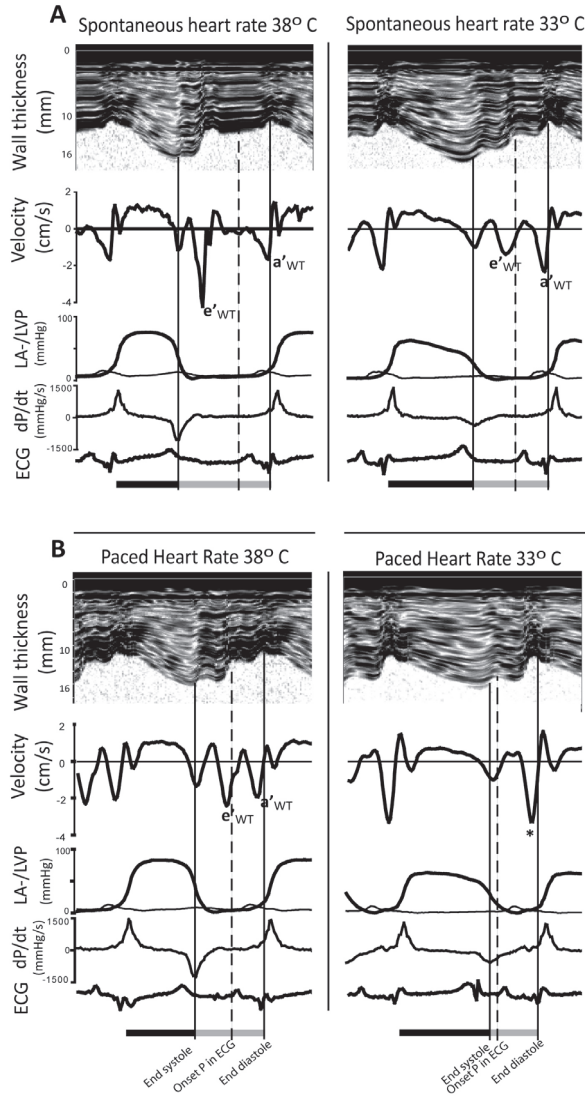 A
Spontaneous heart rate 38º C
Spontaneous heart rate 33º C
Wall thickness
(mm)
0
10
16
Velocity
(cm/s)
2
0
-2
-4
e'WT
a'WT
e'WT
a'WT
LA-/LVP
(mmHg)
100
0
dP/dt
(mmHg/s)
1500
0
-1500
ECG
B
Paced Heart Rate 38º C
Paced Heart Rate 33º C
Wall thickness
(mm)
0
10
16
Velocity
(cm/s)
2
0
-2
-4
e'WT
a'WT
*
LA-/LVP
(mmHg)
100
0
dP/dt
(mmHg/s)
1500
0
-1500
ECG
End systole
Onset P in ECG
End diastole
End systole
Onset P in ECG
End diastole